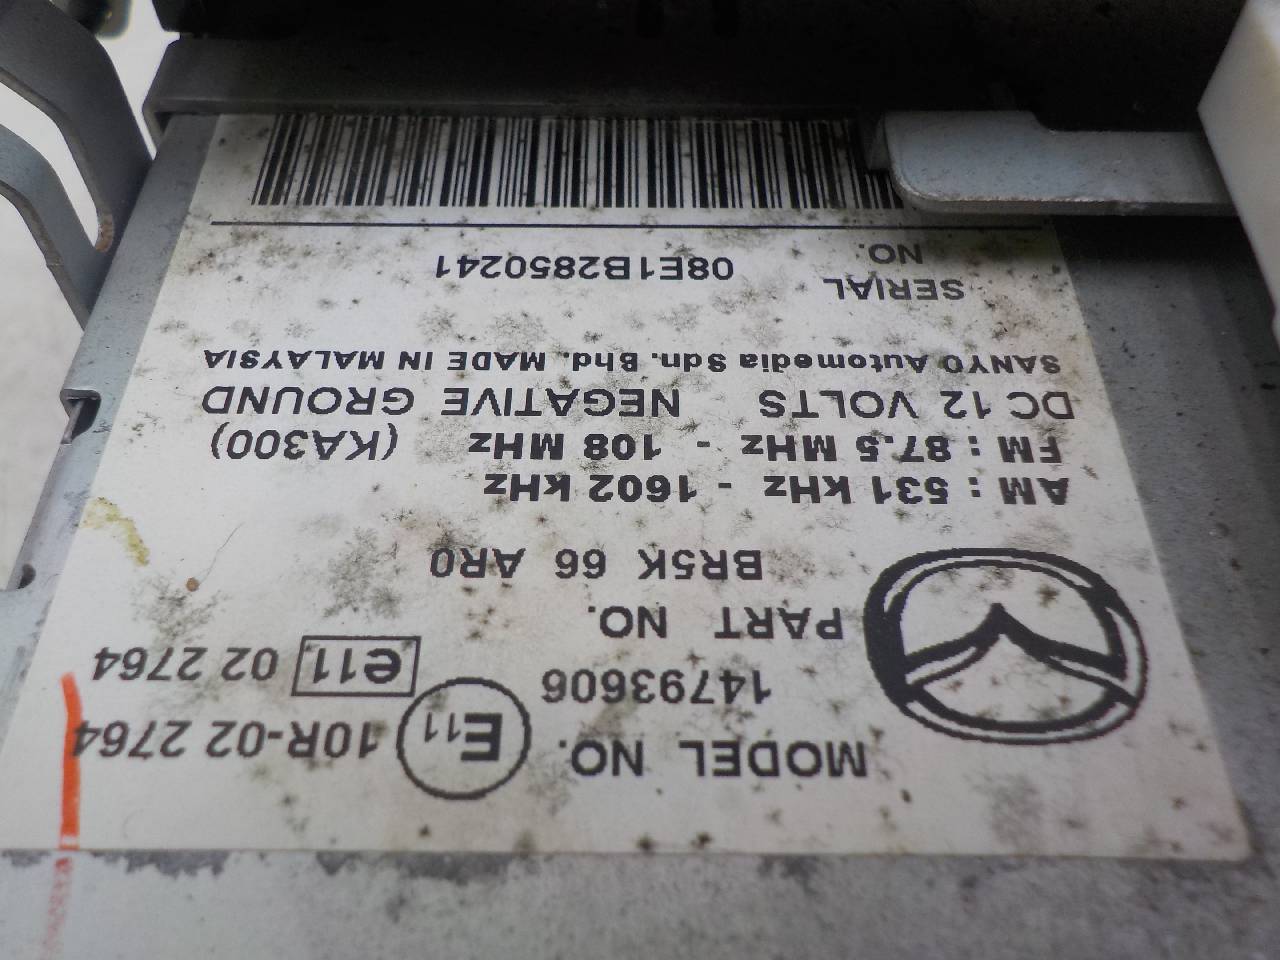 MODEL NO.
14793606
E11 10R-02 2764
e11 02 2764
PART NO.
BR5K 66 AR0
AM : 531 kHz - 1602 kHz
FM : 87.5 MHz - 108 MHz (KA300)
DC 12 VOLTS NEGATIVE GROUND
SANYO Automedia Sdn. Bhd. MADE IN MALAYSIA
SERIAL NO. 08E1B2850241